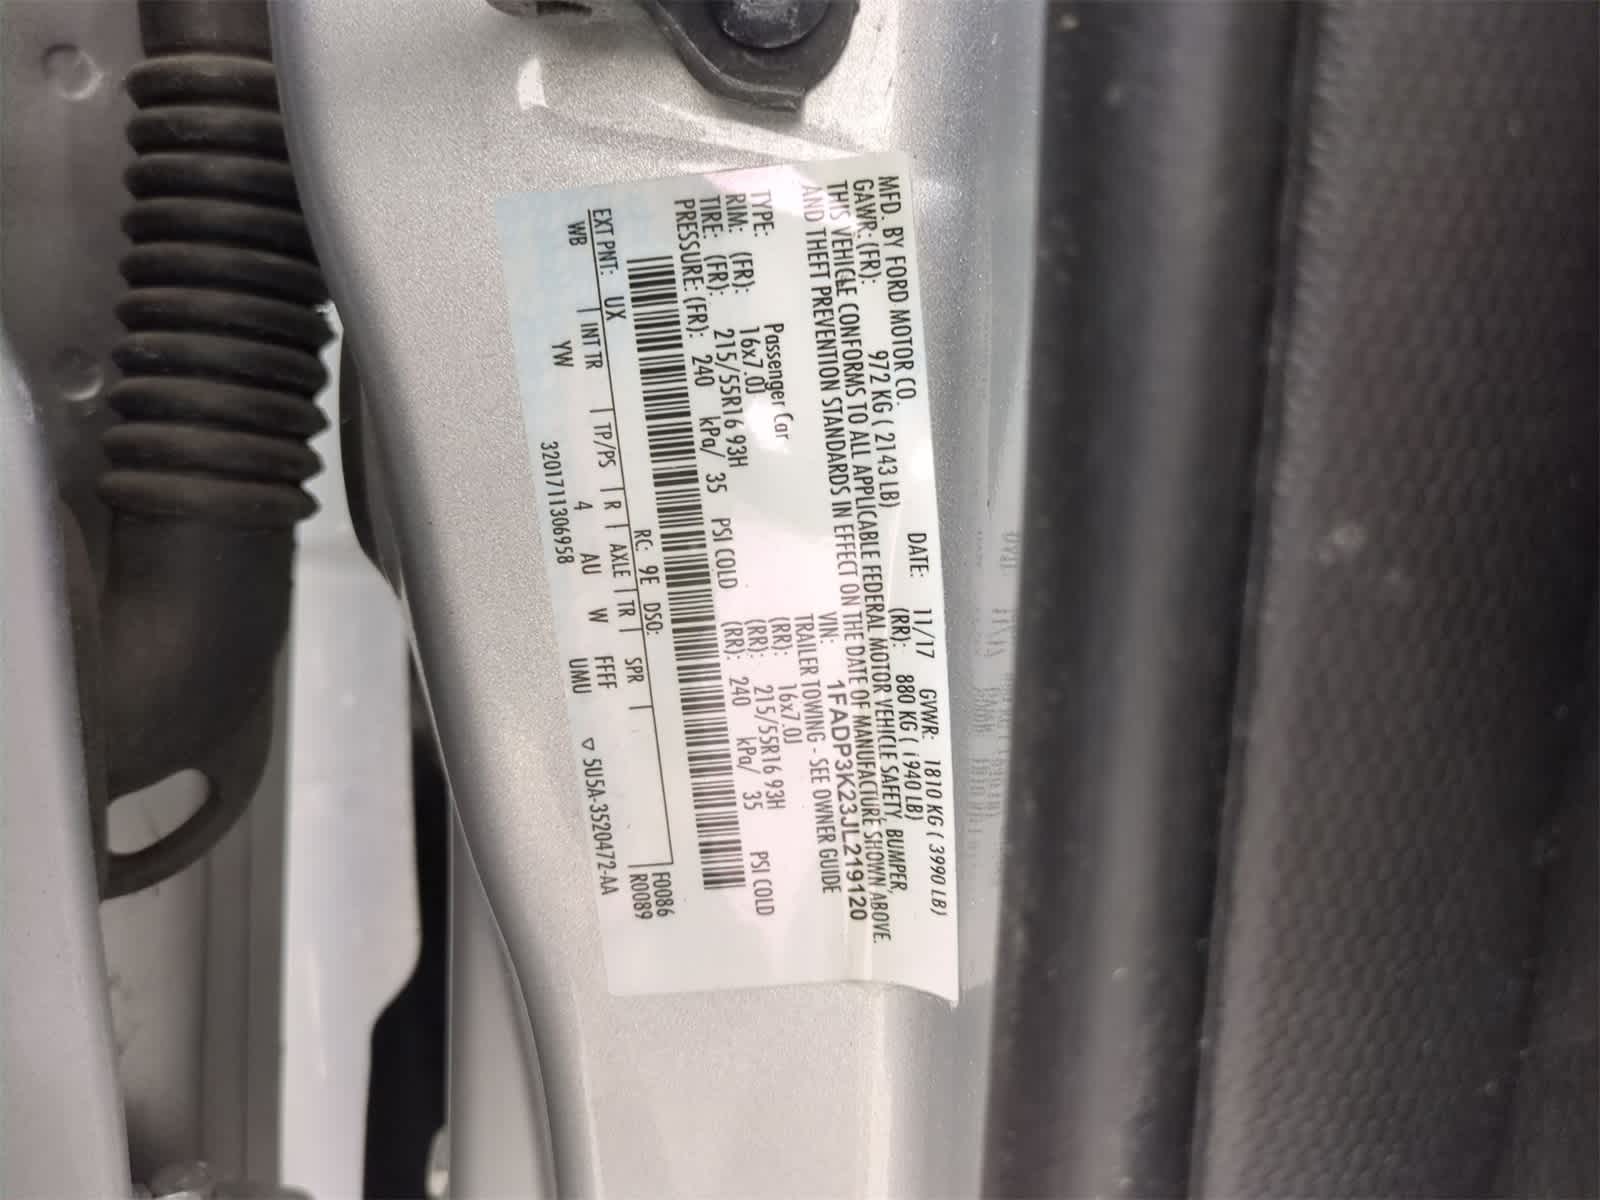 MFD. BY FORD MOTOR CO. DATE: 11/17 GVWR: 1810 KG ( 3990 LB)
GAWR: (FR): 972 KG ( 2143 LB) (RR): 880 KG ( 1940 LB)
THIS VEHICLE CONFORMS TO ALL APPLICABLE FEDERAL MOTOR VEHICLE SAFETY, BUMPER,
AND THEFT PREVENTION STANDARDS IN EFFECT ON THE DATE OF MANUFACTURE SHOWN ABOVE.
VIN: 1FADP3K23JL219120
TYPE: Passenger Car TRAILER TOWING - SEE OWNER GUIDE
RIM: (FR): 16x7.0J (RR): 16x7.0J
TIRE: (FR): 215/55R16 93H (RR): 215/55R16 93H
PRESSURE: (FR): 240 kPa/ 35 PSI COLD (RR): 240 kPa/ 35 PSI COLD
F0086
RC: 9E DSO: R0089
EXT PNT: UX
WB INT TR TP/PS R AXLE TR SPR
YW 4 AU W FFF ▽ 5U5A-3520472-AA
3201711306958 UMU